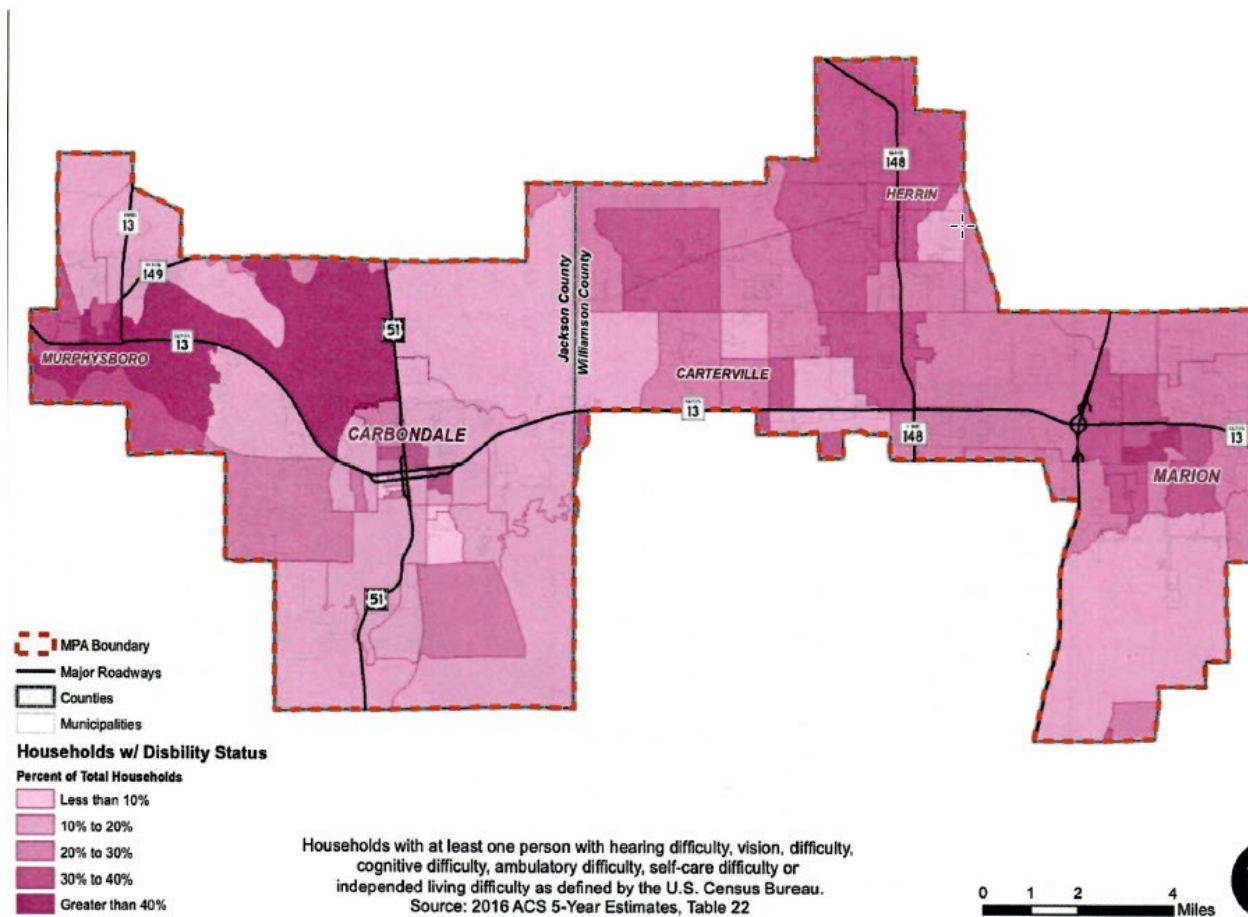 148
HERRIN
13
149
Jackson County
Williamson County
51
13
MURPHYSBORO
CARTERVILLE
13
CARBONDALE
148
13
MARION
51
MPA Boundary
Major Roadways
Counties
Municipalities
Households w/ Disbility Status
Percent of Total Households
Less than 10%
10% to 20%
20% to 30%
30% to 40%
Greater than 40%
Households with at least one person with hearing difficulty, vision, difficulty,
cognitive difficulty, ambulatory difficulty, self-care difficulty or
independed living difficulty as defined by the U.S. Census Bureau.
Source: 2016 ACS 5-Year Estimates, Table 22
0 1 2 4
Miles